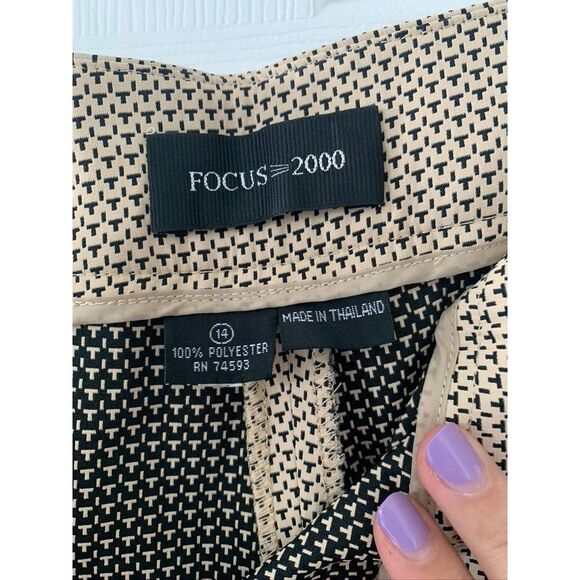 FOCUS 2000
14
100% POLYESTER
RN 74593
MADE IN THAILAND